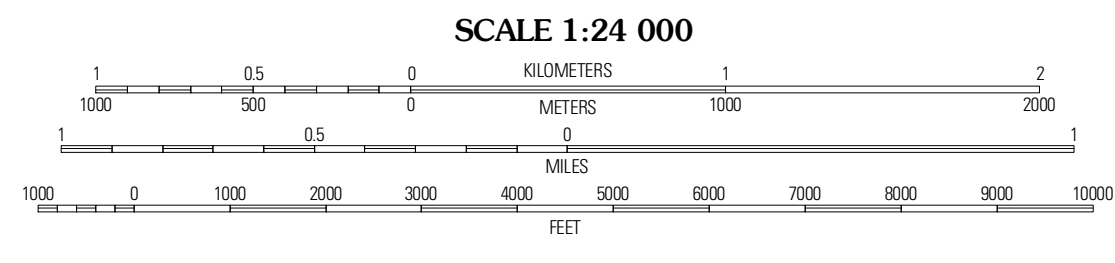 SCALE 1:24 000
1 0.5 0 KILOMETERS 1 2
1000 500 0 METERS 1000 2000
1 0.5 0 1
MILES
1000 0 1000 2000 3000 4000 5000 6000 7000 8000 9000 10000
FEET